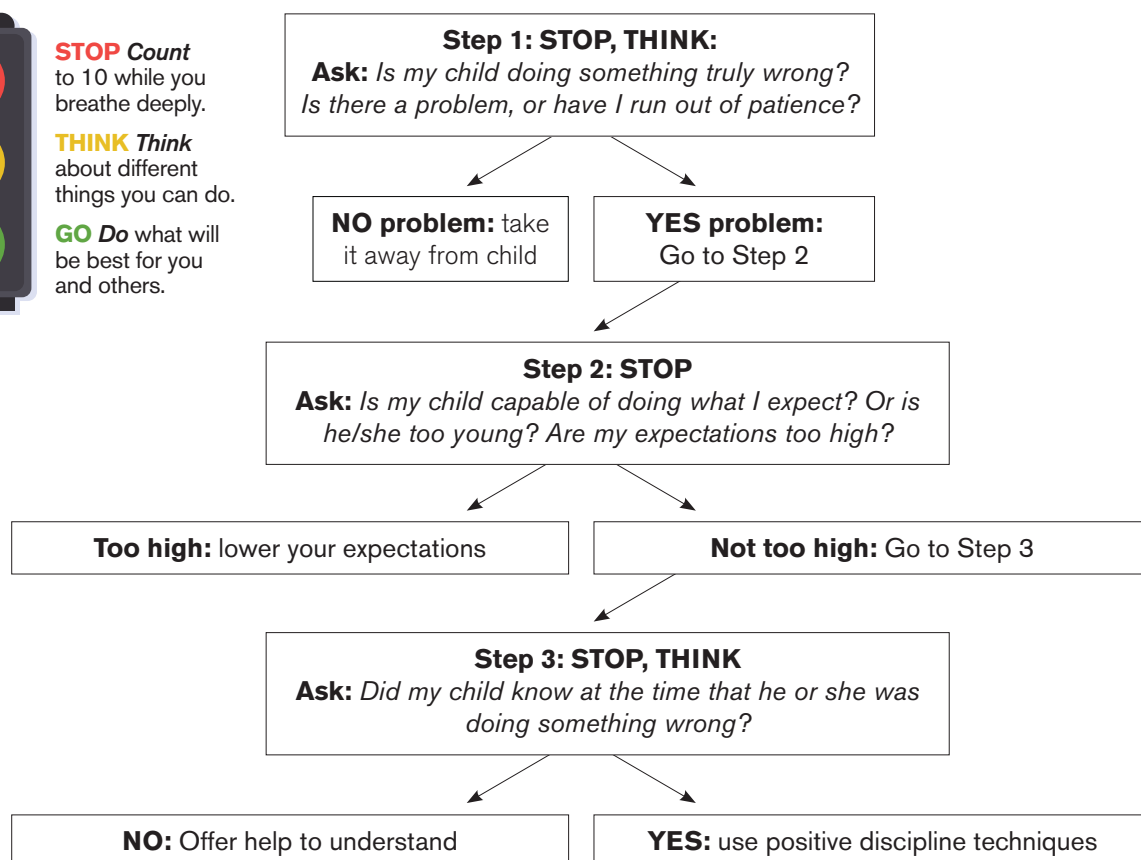 STOP Count
to 10 while you
breathe deeply.
THINK Think
about different
things you can do.
GO Do what will
be best for you
and others.
Step 1: STOP, THINK:
Ask: Is my child doing something truly wrong?
Is there a problem, or have I run out of patience?
NO problem: take
it away from child
YES problem:
Go to Step 2
Step 2: STOP
Ask: Is my child capable of doing what I expect? Or is
he/she too young? Are my expectations too high?
Too high: lower your expectations
Not too high: Go to Step 3
Step 3: STOP, THINK
Ask: Did my child know at the time that he or she was
doing something wrong?
NO: Offer help to understand
YES: use positive discipline techniques